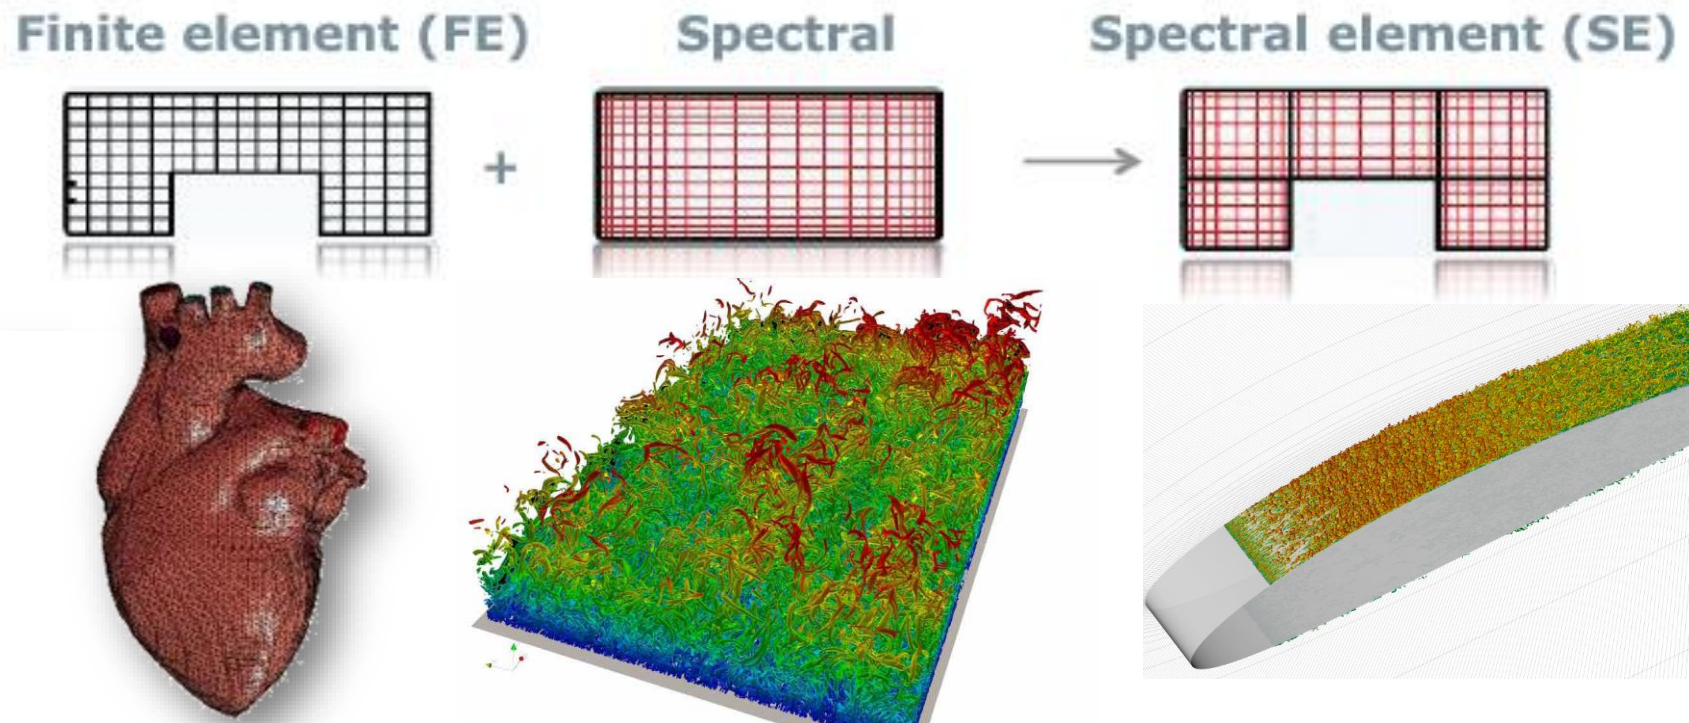 Finite element (FE)
Spectral
Spectral element (SE)
+